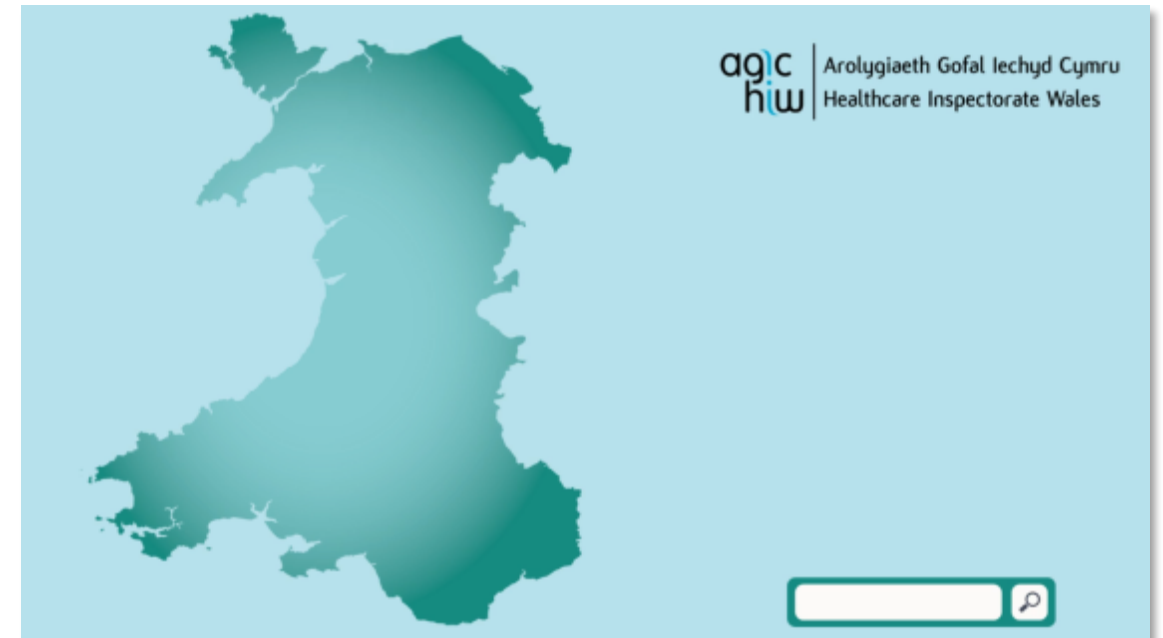 agic
hiw
Arolygiaeth Gofal Iechyd Cymru
Healthcare Inspectorate Wales